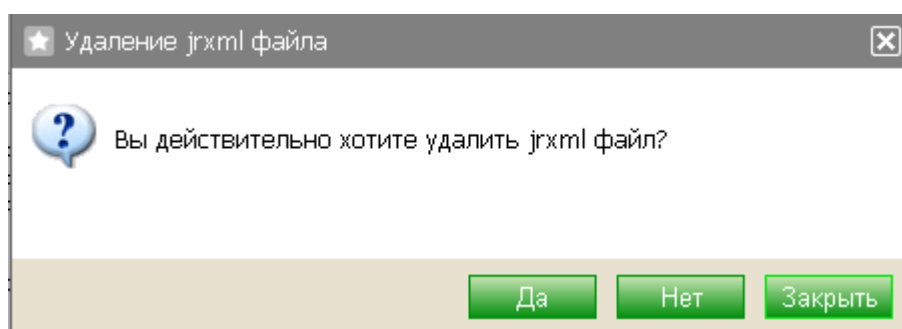 Удаление jrxml файла
Вы действительно хотите удалить jrxml файл?
Да Нет Закрыть